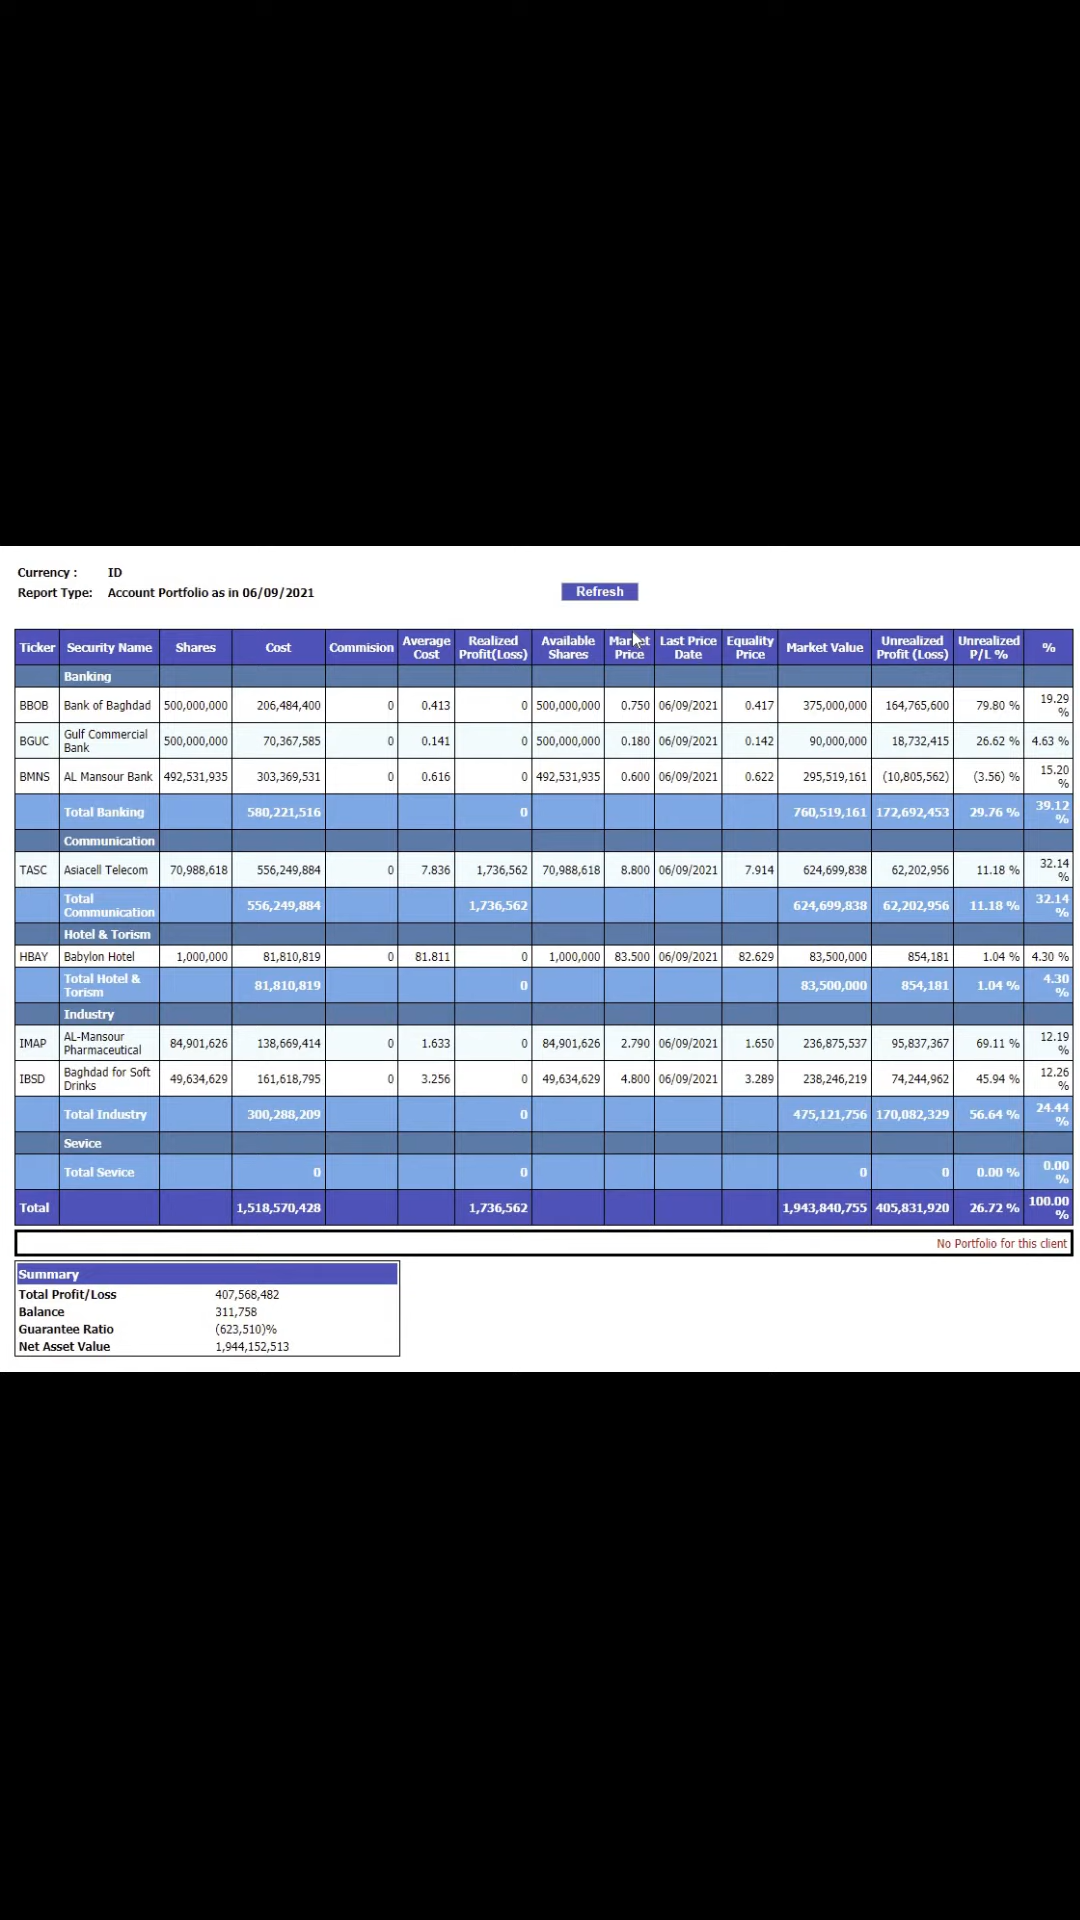 Currency : ID
Report Type: Account Portfolio as in 06/09/2021
Refresh
Ticker Security Name Shares Cost Commision Average Cost Realized Profit(Loss) Available Shares Market Price Last Price Date Equality Price Market Value Unrealized Profit (Loss) Unrealized P/L % %
Banking
BBOB Bank of Baghdad 500,000,000 206,484,400 0 0.413 0 500,000,000 0.750 06/09/2021 0.417 375,000,000 164,765,600 79.80 % 19.29 %
BGUC Gulf Commercial Bank 500,000,000 70,367,585 0 0.141 0 500,000,000 0.180 06/09/2021 0.142 90,000,000 18,732,415 26.62 % 4.63 %
BMNS AL Mansour Bank 492,531,935 303,369,531 0 0.616 0 492,531,935 0.600 06/09/2021 0.622 295,519,161 (10,805,562) (3.56) % 15.20 %
Total Banking 580,221,516 0 760,519,161 172,692,453 29.76 % 39.12 %
Communication
TASC Asiacell Telecom 70,988,618 556,249,884 0 7.836 1,736,562 70,988,618 8.800 06/09/2021 7.914 624,699,838 62,202,956 11.18 % 32.14 %
Total Communication 556,249,884 1,736,562 624,699,838 62,202,956 11.18 % 32.14 %
Hotel & Torism
HBAY Babylon Hotel 1,000,000 81,810,819 0 81.811 0 1,000,000 83.500 06/09/2021 82.629 83,500,000 854,181 1.04 % 4.30 %
Total Hotel & Torism 81,810,819 0 83,500,000 854,181 1.04 % 4.30 %
Industry
IMAP AL-Mansour Pharmaceutical 84,901,626 138,669,414 0 1.633 0 84,901,626 2.790 06/09/2021 1.650 236,875,537 95,837,367 69.11 % 12.19 %
IBSD Baghdad for Soft Drinks 49,634,629 161,618,795 0 3.256 0 49,634,629 4.800 06/09/2021 3.289 238,246,219 74,244,962 45.94 % 12.26 %
Total Industry 300,288,209 0 475,121,756 170,082,329 56.64 % 24.44 %
Sevice
Total Sevice 0 0 0 0 0.00 % 0.00 %
Total 1,518,570,428 1,736,562 1,943,840,755 405,831,920 26.72 % 100.00 %
No Portfolio for this client
Summary
Total Profit/Loss 407,568,482
Balance 311,758
Guarantee Ratio (623,510)%
Net Asset Value 1,944,152,513